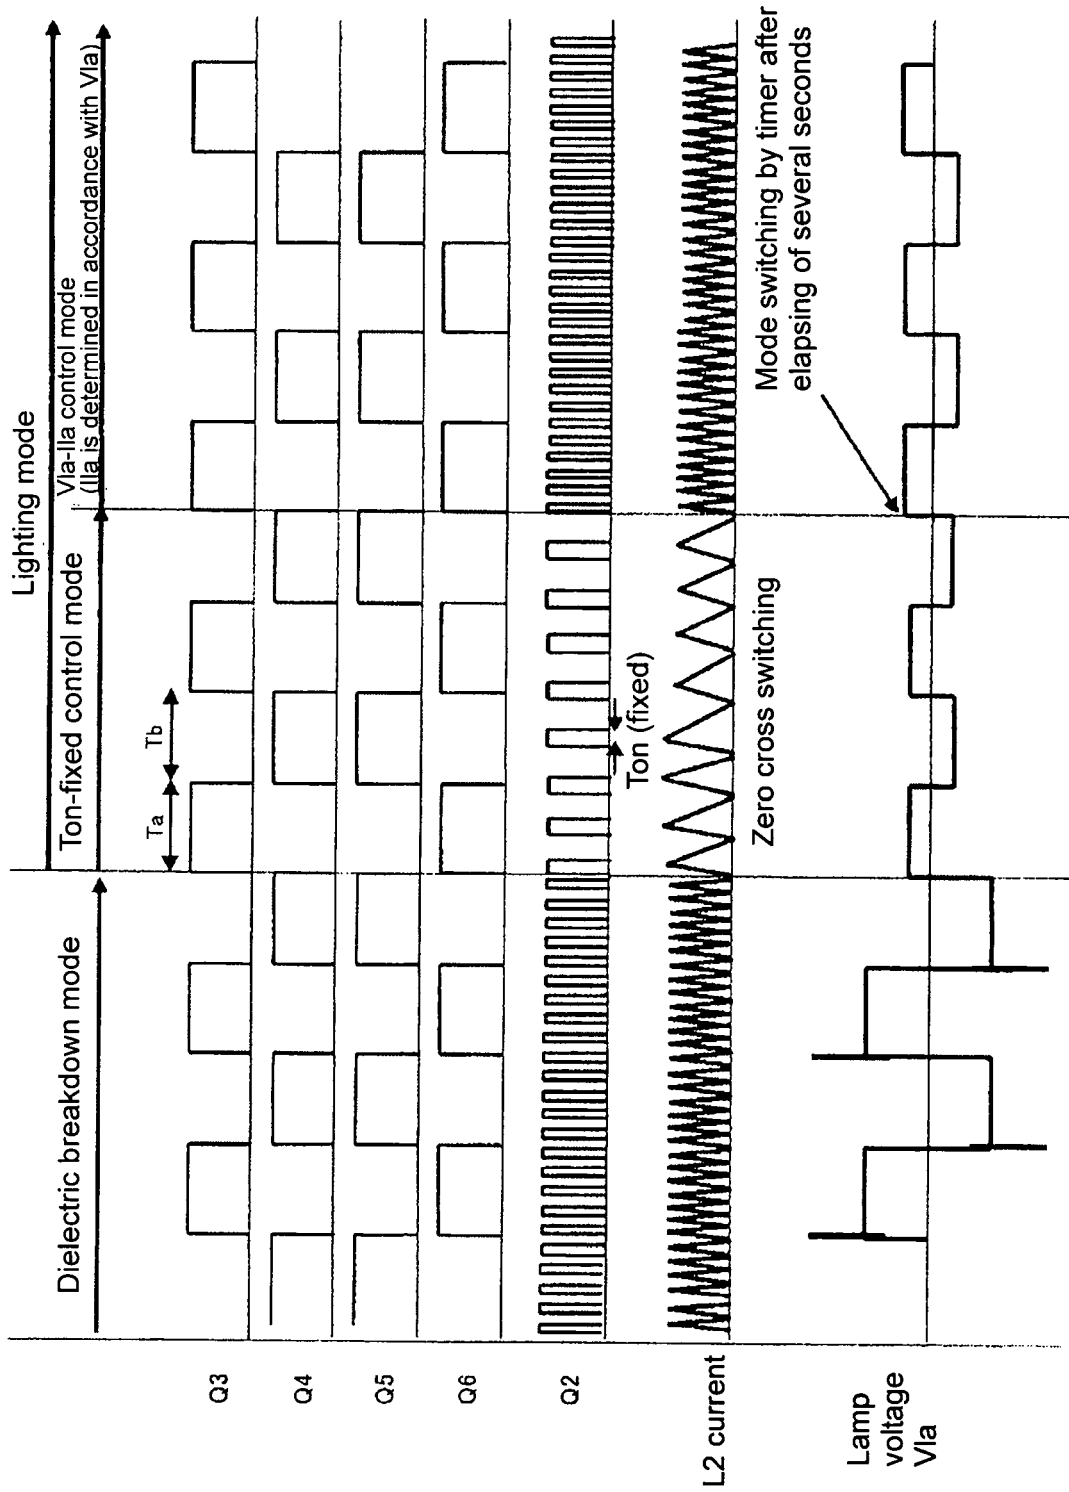 Lighting mode
Dielectric breakdown mode
Ton-fixed control mode
Vla-Ila control mode
(Ila is determined in accordance with Vla)
Ta
Tb
Q3
Q4
Q5
Q6
Q2
Ton (fixed)
L2 current
Zero cross switching
Mode switching by timer after
elapsing of several seconds
Lamp
voltage
Vla